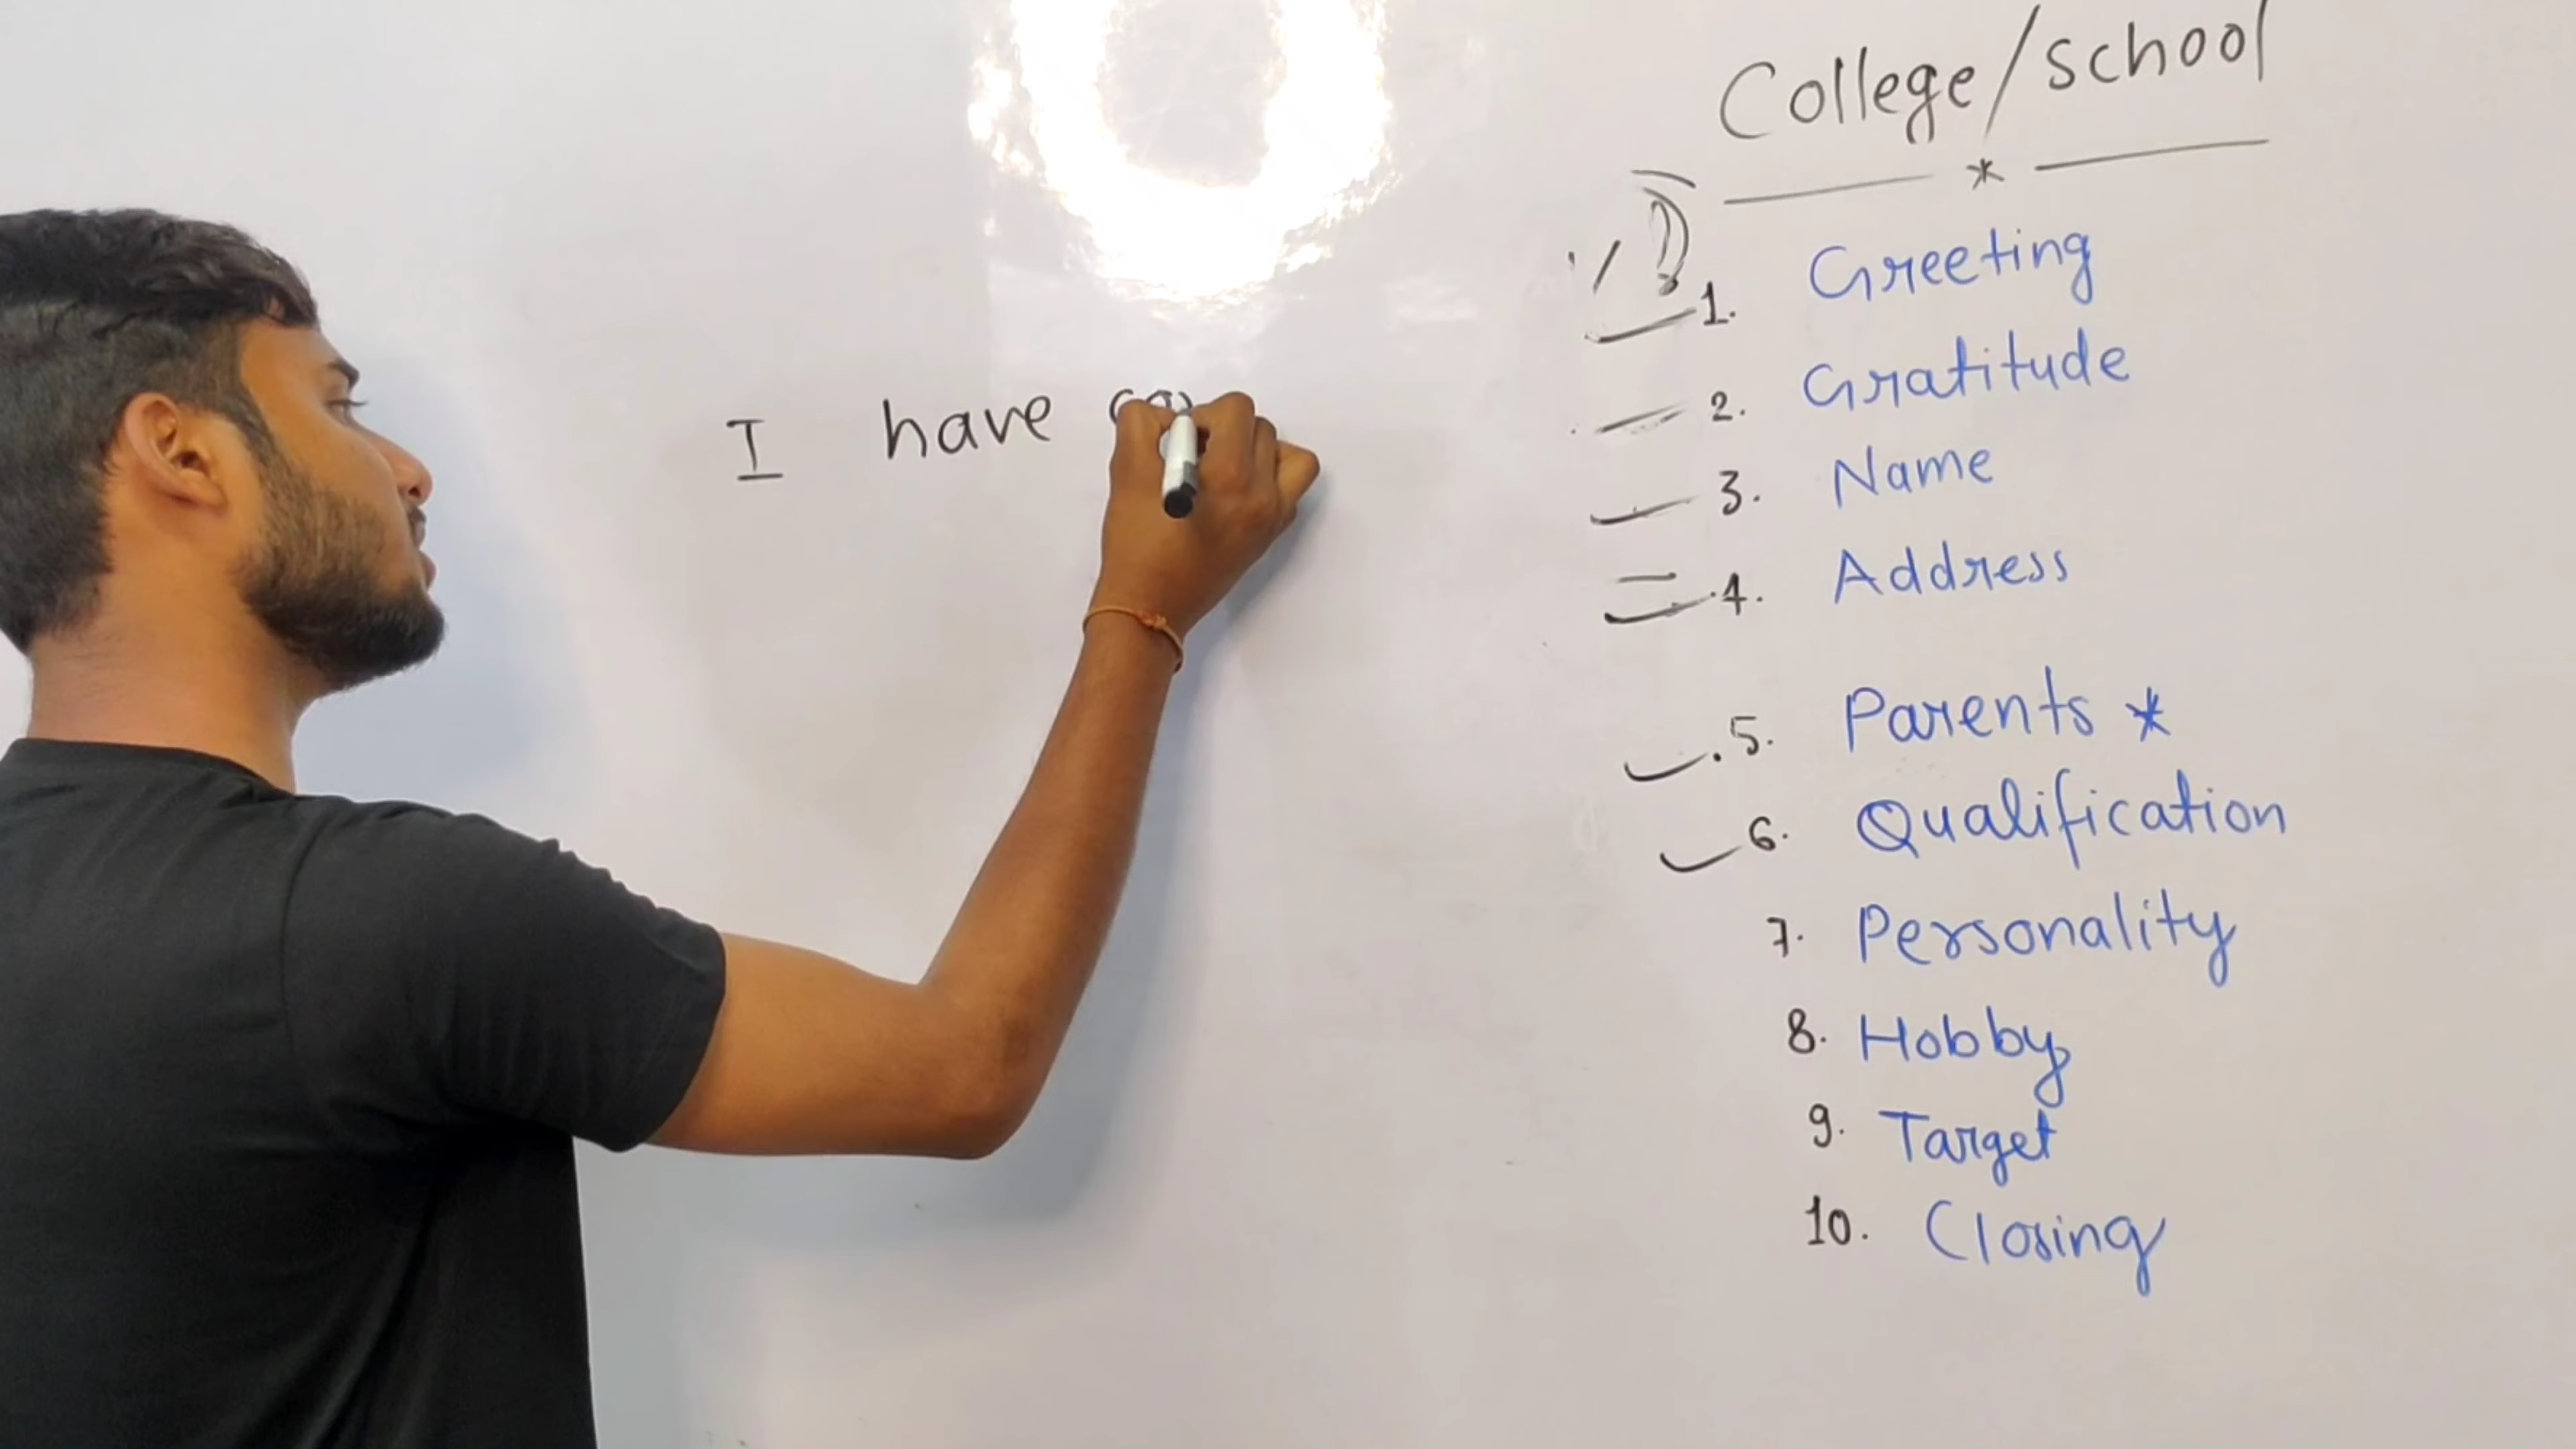 College/school
1. Greeting
2. Gratitude
3. Name
4. Address
5. Parents *
6. Qualification
7. Personality
8. Hobby
9. Target
10. Closing
I have